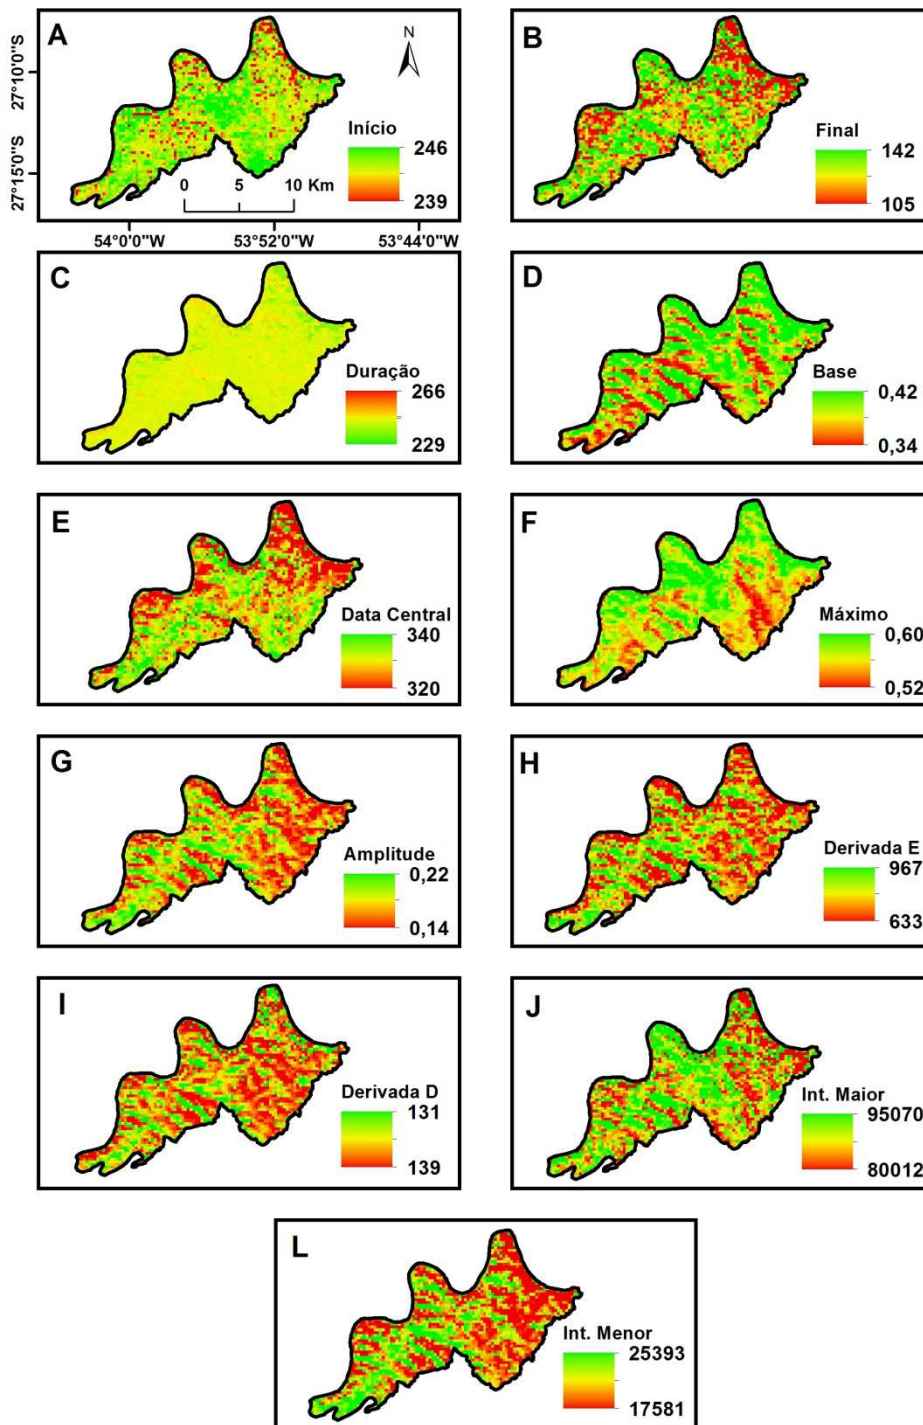 A
N
27°10'0"S
27°15'0"S
Início
246
239
0 5 10 Km
54°0'0"W 53°52'0"W 53°44'0"W
B
Final
142
105
C
Duração
266
229
D
Base
0,42
0,34
E
Data Central
340
320
F
Máximo
0,60
0,52
G
Amplitude
0,22
0,14
H
Derivada E
967
633
I
Derivada D
131
139
J
Int. Maior
95070
80012
L
Int. Menor
25393
17581